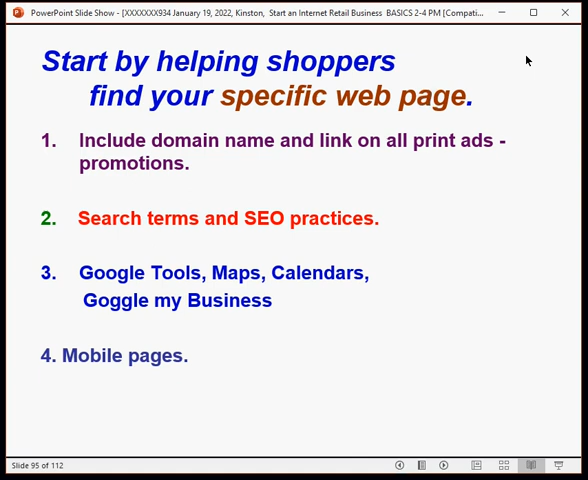 PowerPoint Slide Show - [XXXXXXX934 January 19, 2022, Kinston, Start an Internet Retail Business BASICS 2-4 PM [Compati...
Start by helping shoppers
find your specific web page.
1. Include domain name and link on all print ads -
promotions.
2. Search terms and SEO practices.
3. Google Tools, Maps, Calendars,
Goggle my Business
4. Mobile pages.
Slide 95 of 112